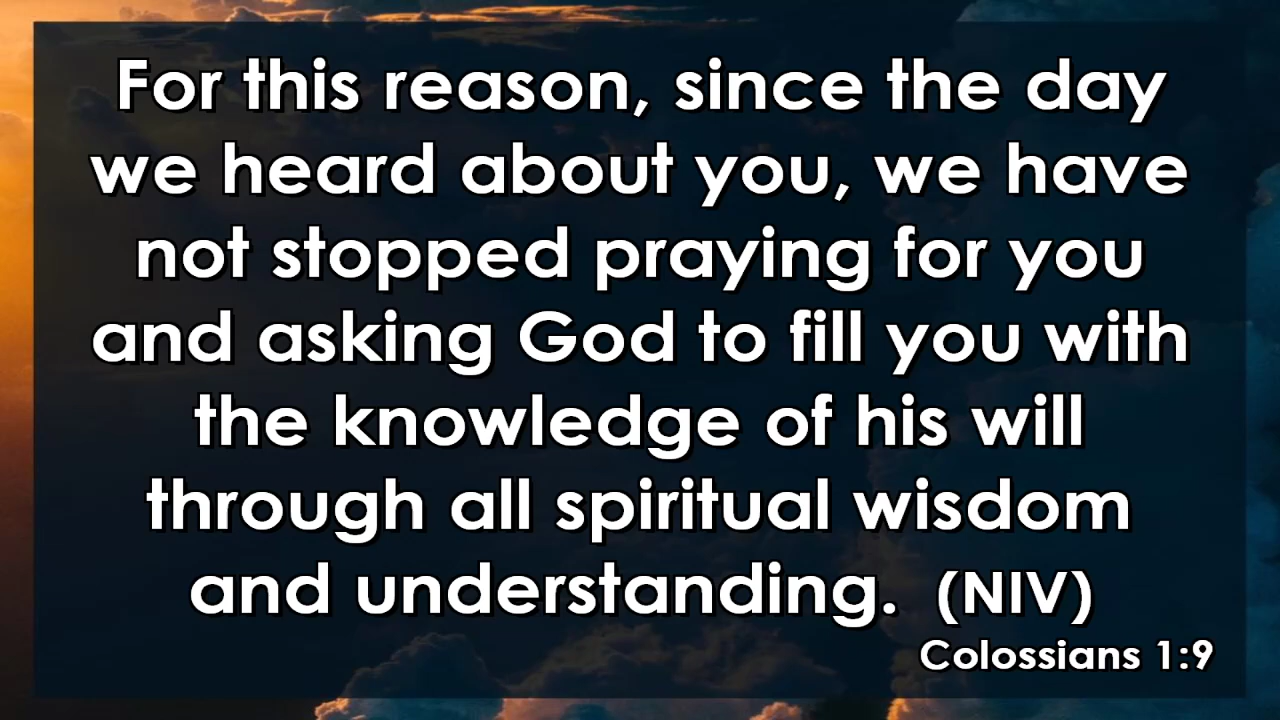 For this reason, since the day
we heard about you, we have
not stopped praying for you
and asking God to fill you with
the knowledge of his will
through all spiritual wisdom
and understanding. (NIV)
Colossians 1:9